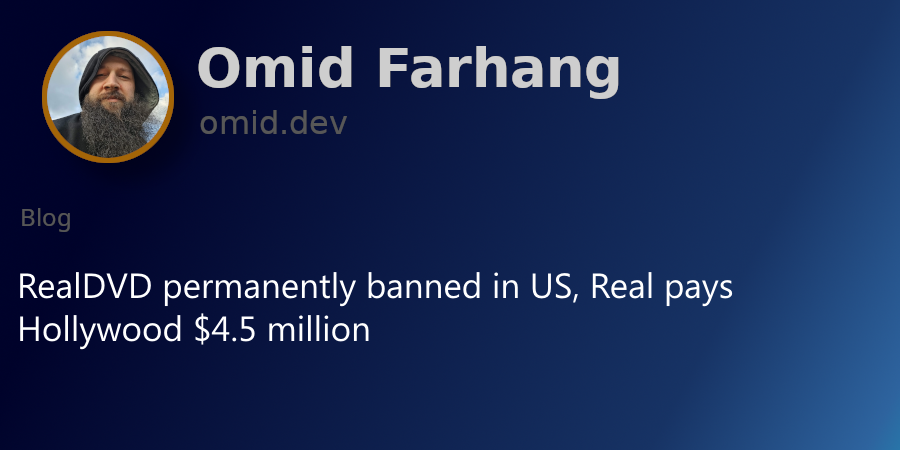 Omid Farhang
omid.dev
Blog
RealDVD permanently banned in US, Real pays
Hollywood $4.5 million